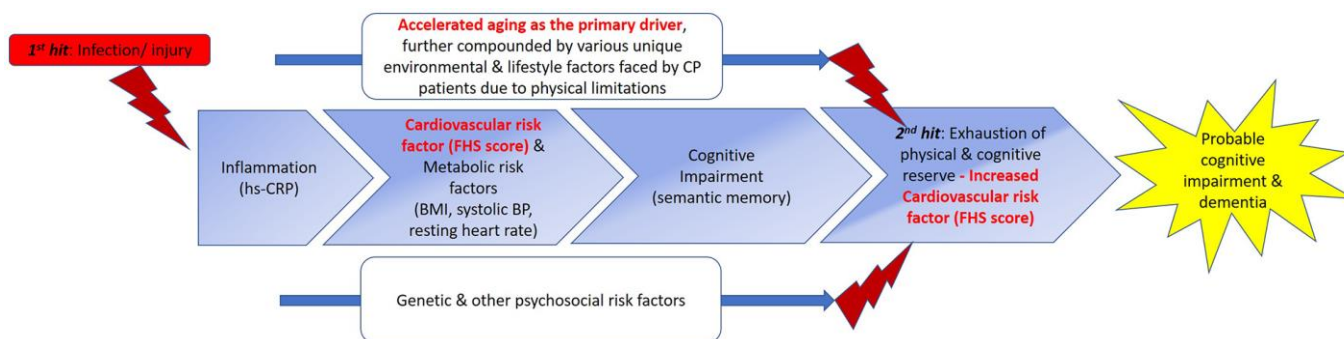 1st hit: Infection/ injury
Accelerated aging as the primary driver,
further compounded by various unique
environmental & lifestyle factors faced by CP
patients due to physical limitations
Inflammation
(hs-CRP)
Cardiovascular risk
factor (FHS score) &
Metabolic risk
factors
(BMI, systolic BP,
resting heart rate)
Cognitive
Impairment
(semantic memory)
2nd hit: Exhaustion of
physical & cognitive
reserve - Increased
Cardiovascular risk
factor (FHS score)
Probable
cognitive
impairment &
dementia
Genetic & other psychosocial risk factors